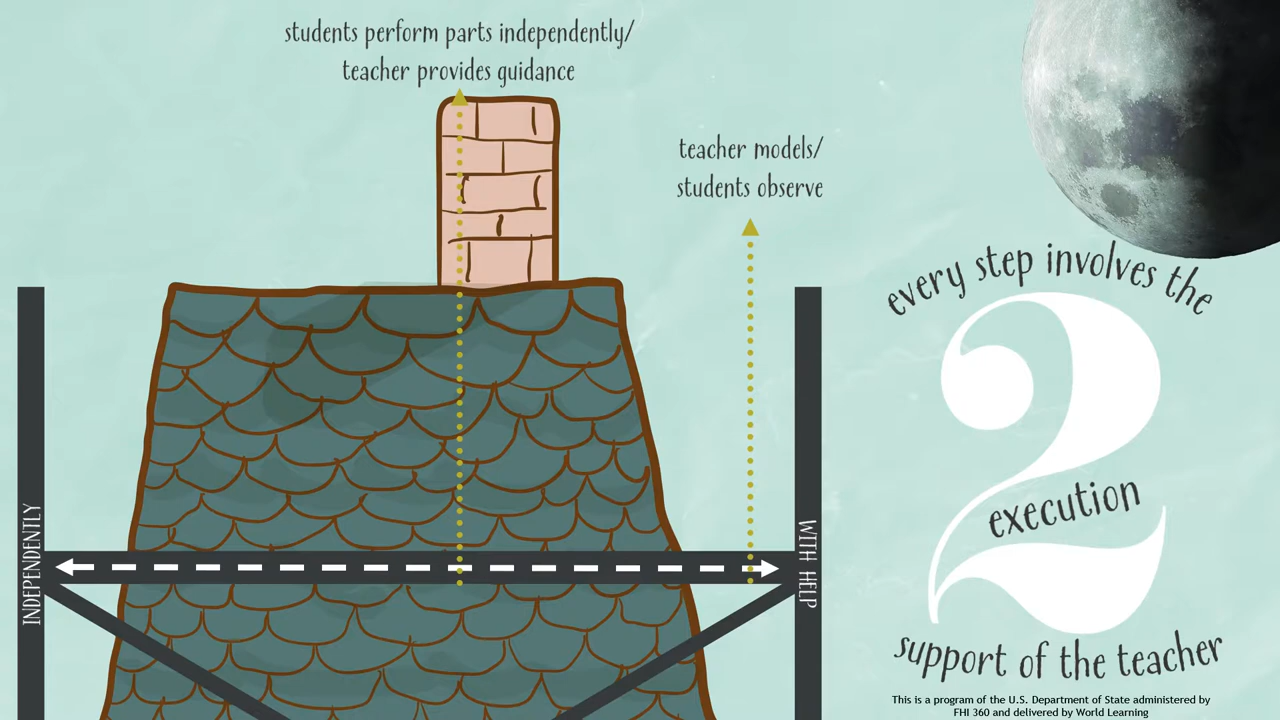 students perform parts independently/
teacher provides guidance
teacher models/
students observe
every step involves the
2
execution
support of the teacher
INDEPENDENTLY
WITH HELP
This is a program of the U.S. Department of State administered by
FHI 360 and delivered by World Learning